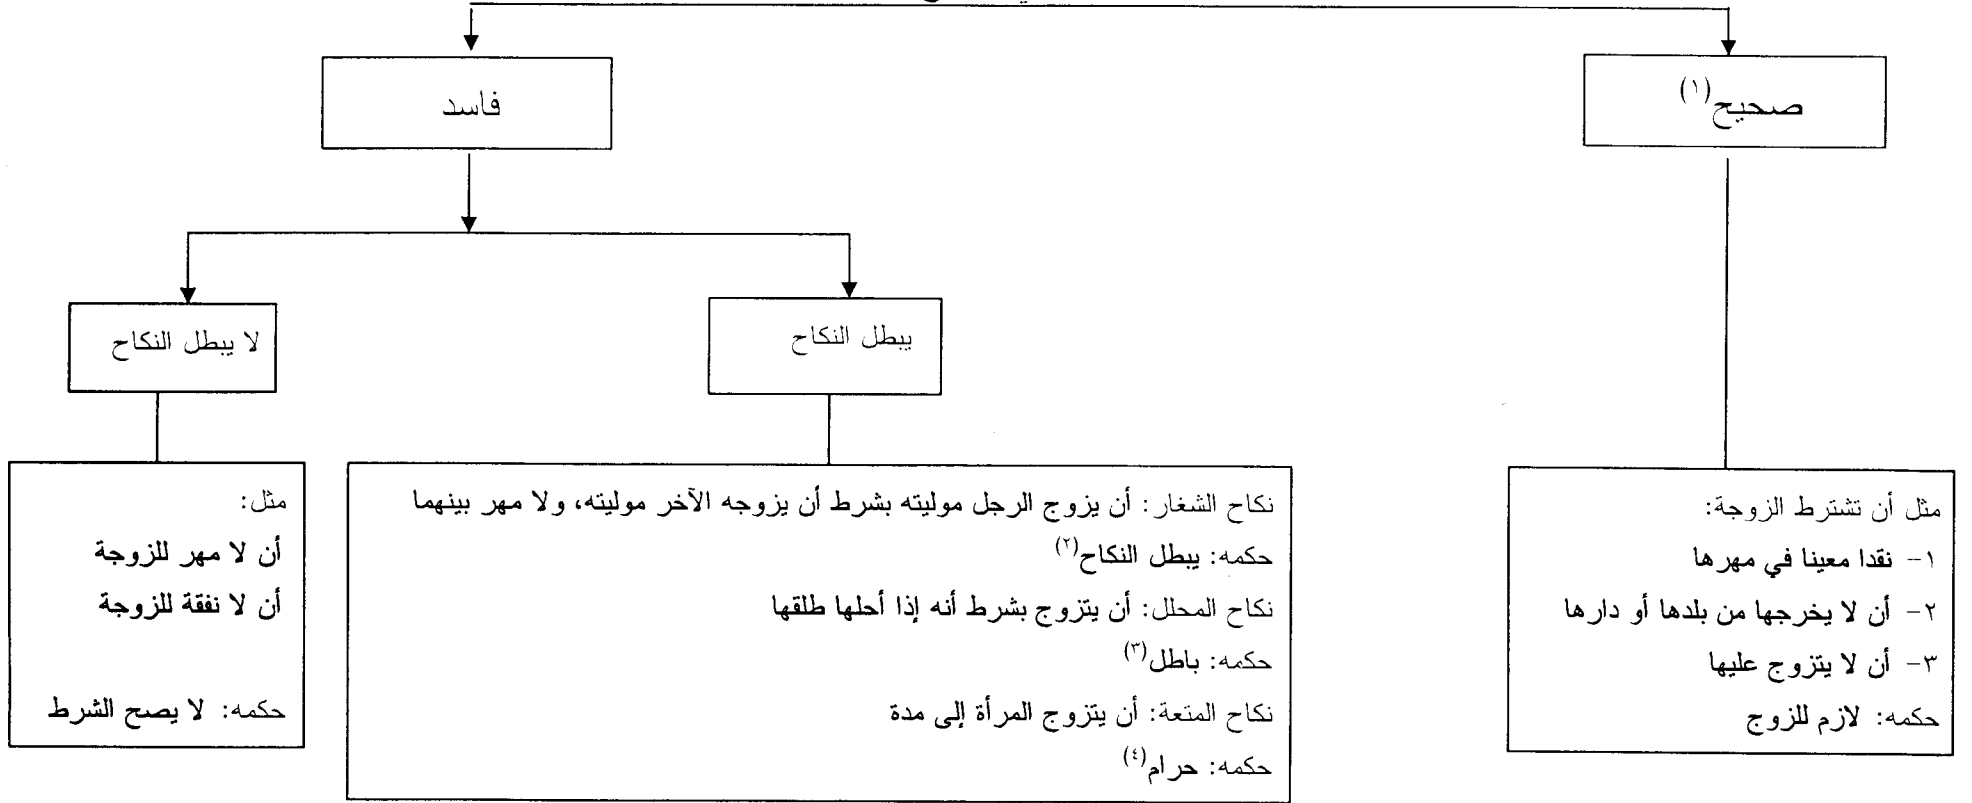 صحيح(١)
فاسد
يبطل النكاح
لا يبطل النكاح
مثل أن تشترط الزوجة:
١- نقدا معينا في مهرها
٢- أن لا يخرجها من بلدها أو دارها
٣- أن لا يتزوج عليها
حكمه: لازم للزوج
نكاح الشغار: أن يزوج الرجل موليته بشرط أن يزوجه الآخر موليته، ولا مهر بينهما
حكمه: يبطل النكاح(٢)
نكاح المحلل: أن يتزوج بشرط أنه إذا أحلها طلقها
حكمه: باطل(٣)
نكاح المتعة: أن يتزوج المرأة إلى مدة
حكمه: حرام(٤)
مثل:
أن لا مهر للزوجة
أن لا نفقة للزوجة
حكمه: لا يصح الشرط